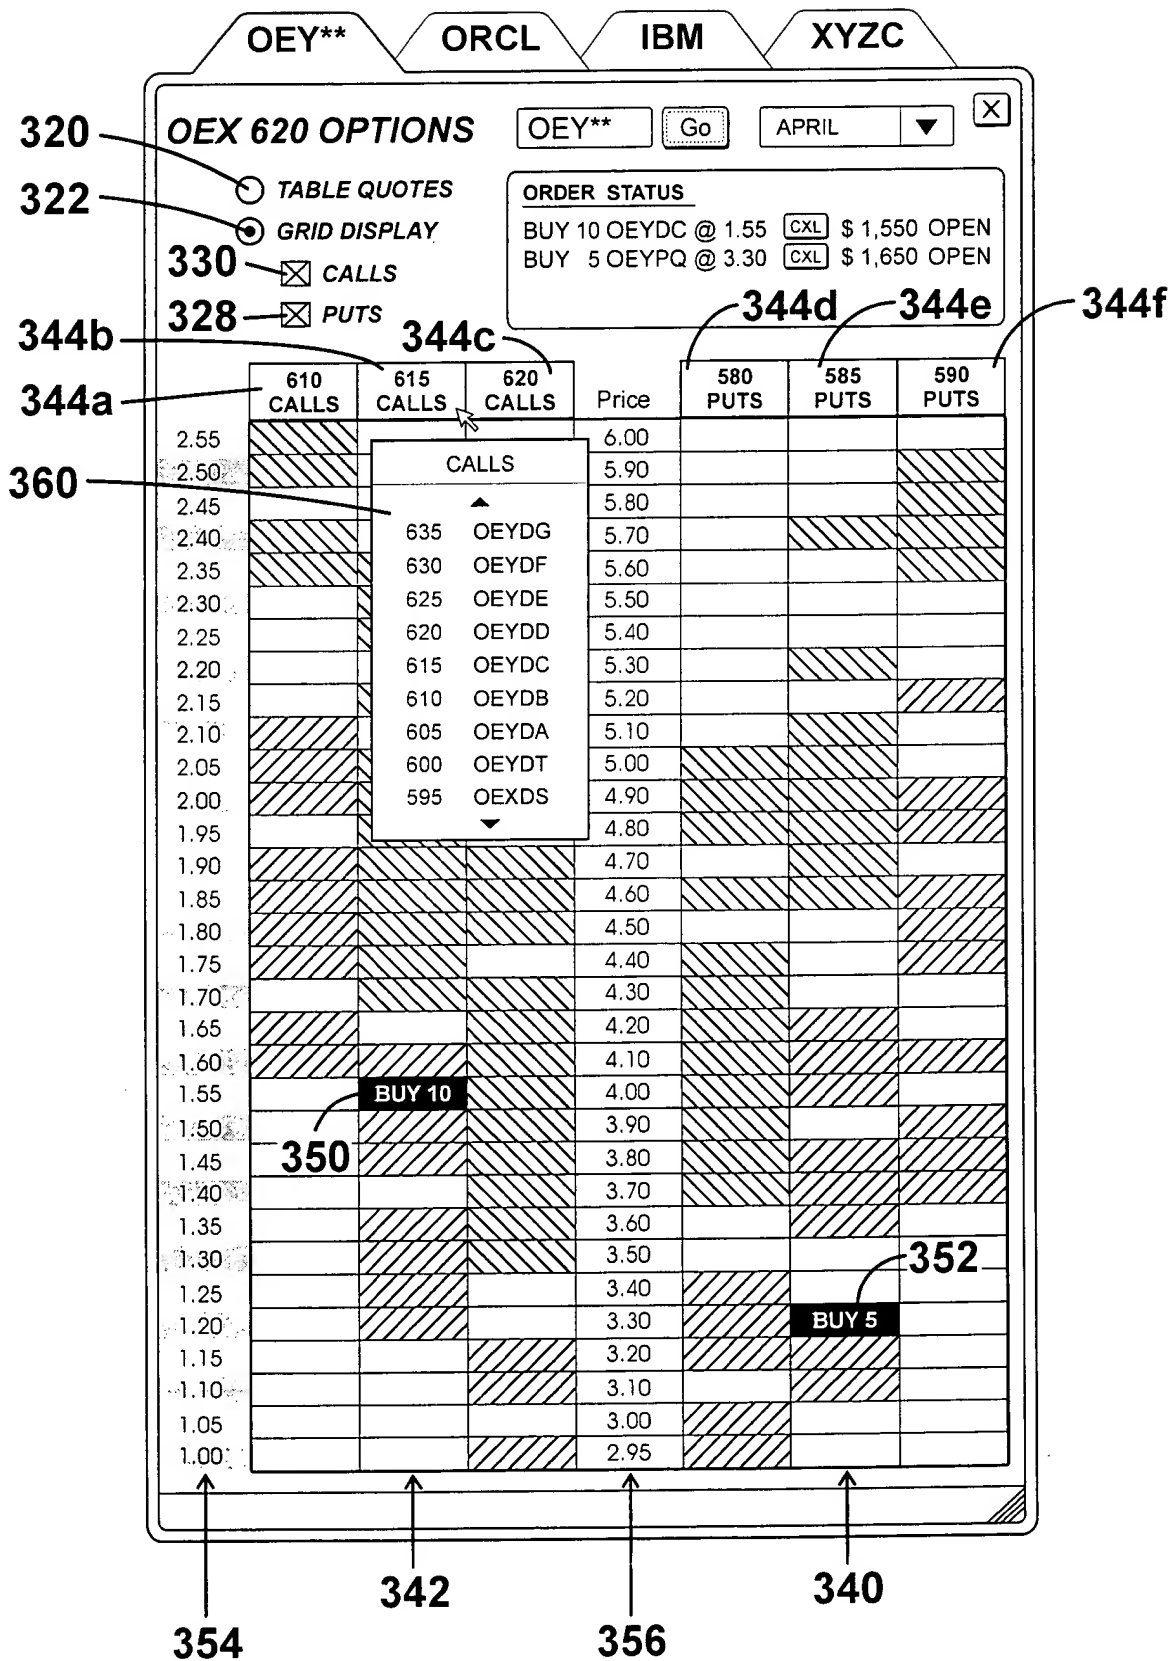 OEY** ORCL IBM XYZC
OEX 620 OPTIONS OEY** Go APRIL X
320 TABLE QUOTES
322 GRID DISPLAY
330 CALLS
328 PUTS
ORDER STATUS
BUY 10 OEYDC @ 1.55 CXL $ 1,550 OPEN
BUY 5 OEYPQ @ 3.30 CXL $ 1,650 OPEN
344b 344c 344d 344e 344f
344a
610 CALLS 615 CALLS 620 CALLS Price 580 PUTS 585 PUTS 590 PUTS
360
CALLS
635 OEYDG
630 OEYDF
625 OEYDE
620 OEYDD
615 OEYDC
610 OEYDB
605 OEYDA
600 OEYDT
595 OEXDS
2.55 6.00
2.50 5.90
2.45 5.80
2.40 5.70
2.35 5.60
2.30 5.50
2.25 5.40
2.20 5.30
2.15 5.20
2.10 5.10
2.05 5.00
2.00 4.90
1.95 4.80
1.90 4.70
1.85 4.60
1.80 4.50
1.75 4.40
1.70 4.30
1.65 4.20
1.60 4.10
1.55 BUY 10 4.00
1.50 3.90
350
1.45 3.80
1.40 3.70
1.35 3.60
1.30 3.50
352
1.25 3.40
1.20 3.30 BUY 5
1.15 3.20
1.10 3.10
1.05 3.00
1.00 2.95
342 340
354 356